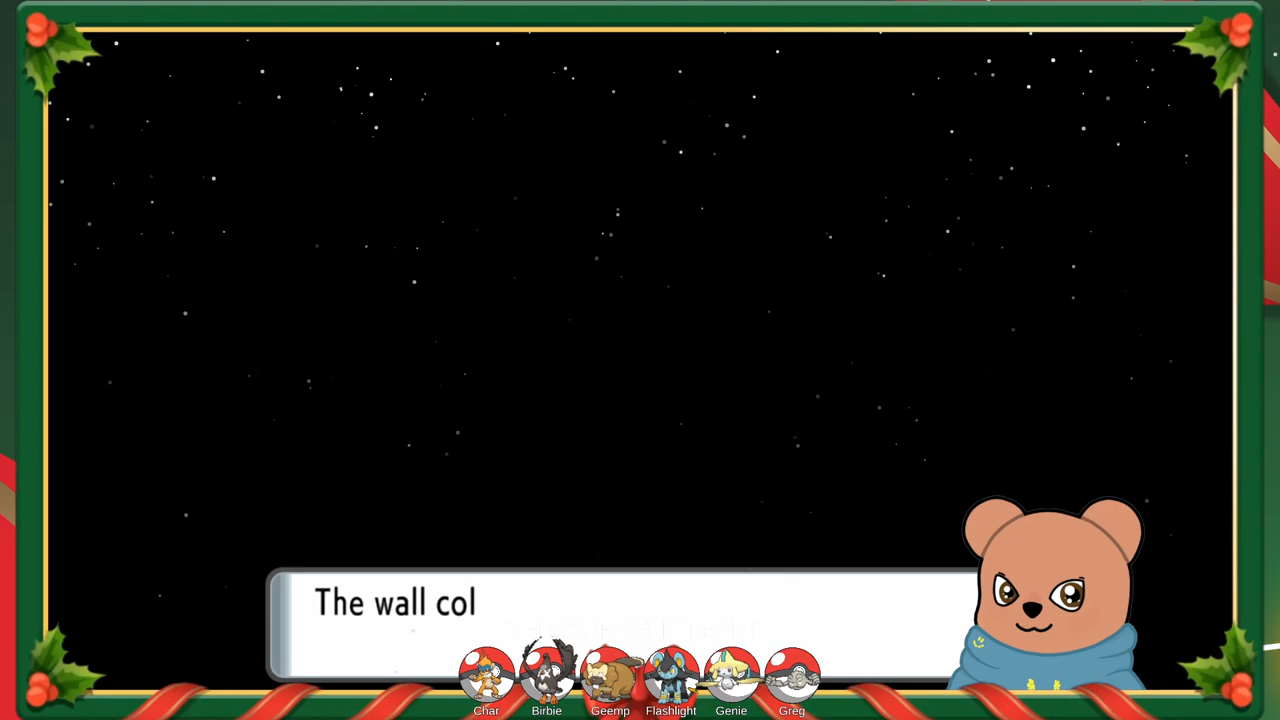 The wall col
Char
Birbie
Geemp
Flashlight
Genie
Greg